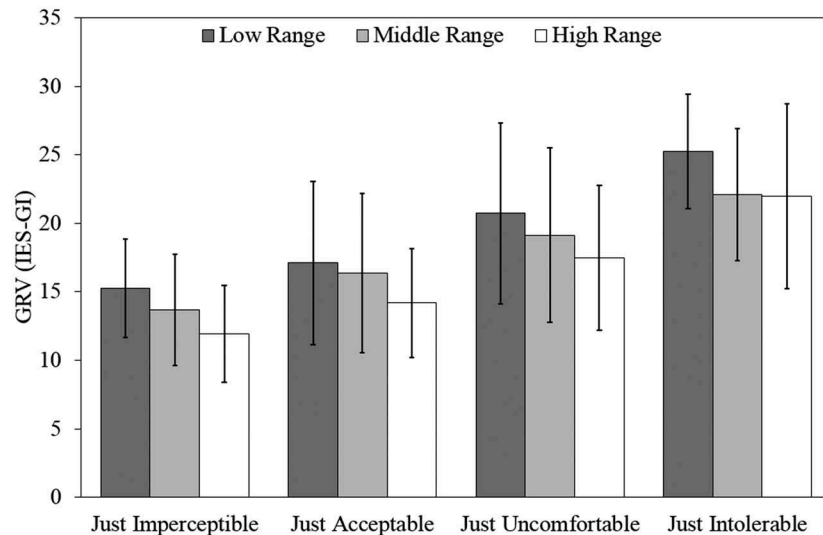 35
Low Range Middle Range High Range
30
25
20
15
10
5
0
GRV (IES-GI)
Just Imperceptible Just Acceptable Just Uncomfortable Just Intolerable